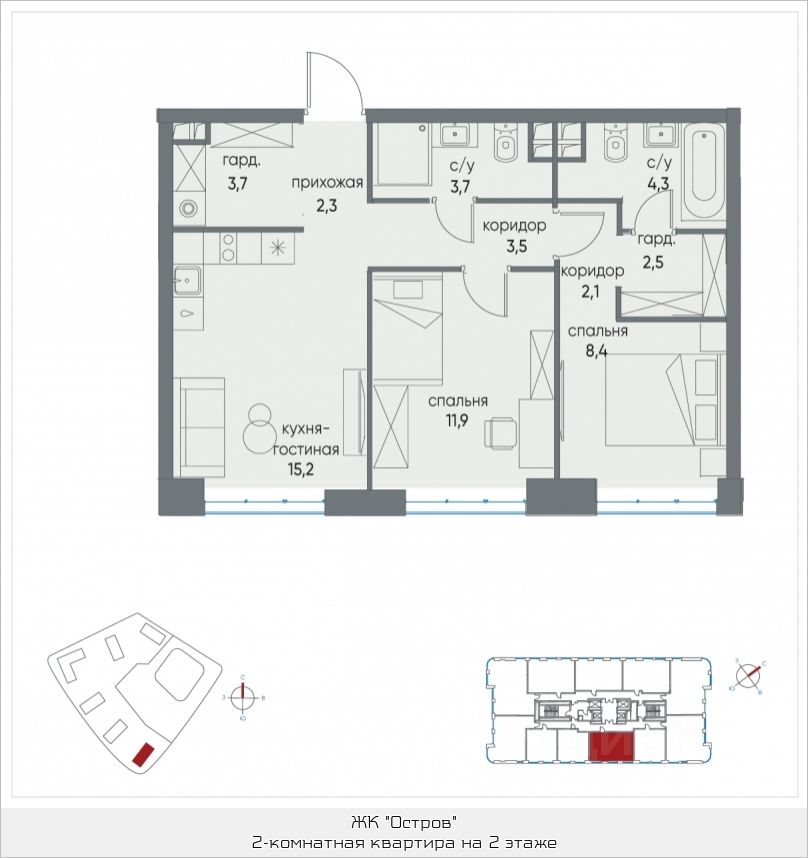 гард.
3,7
прихожая
2,3
с/у
3,7
с/у
4,3
коридор
3,5
гард.
2,5
коридор
2,1
спальня
8,4
спальня
11,9
кухня-
гостиная
15,2
С
З
В
Ю
З
С
Ю
В
ЖК "Остров"
2-комнатная квартира на 2 этаже